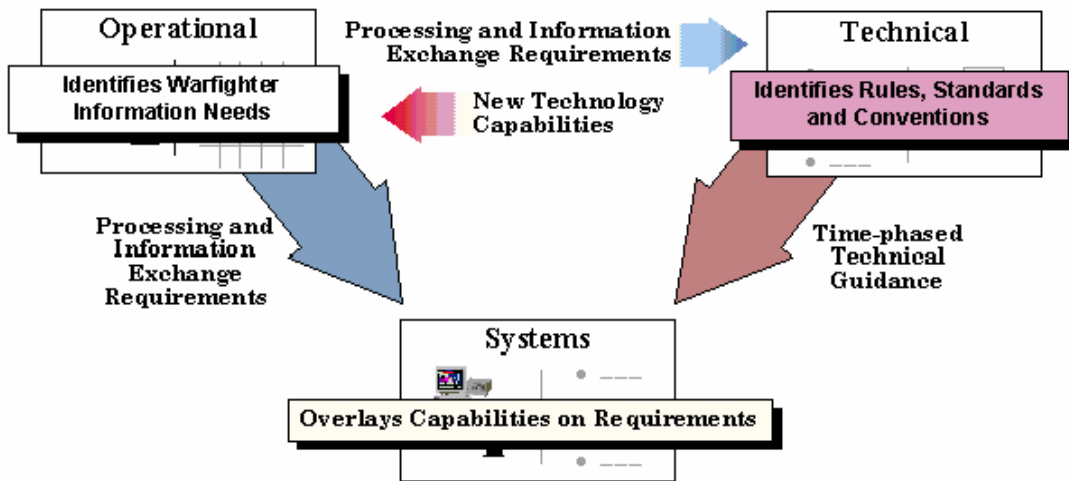 Operational
Identifies Warfighter
Information Needs
Processing and Information
Exchange Requirements
New Technology
Capabilities
Technical
Identifies Rules, Standards
and Conventions
Processing and
Information
Exchange
Requirements
Time-phased
Technical
Guidance
Systems
Overlays Capabilities on Requirements